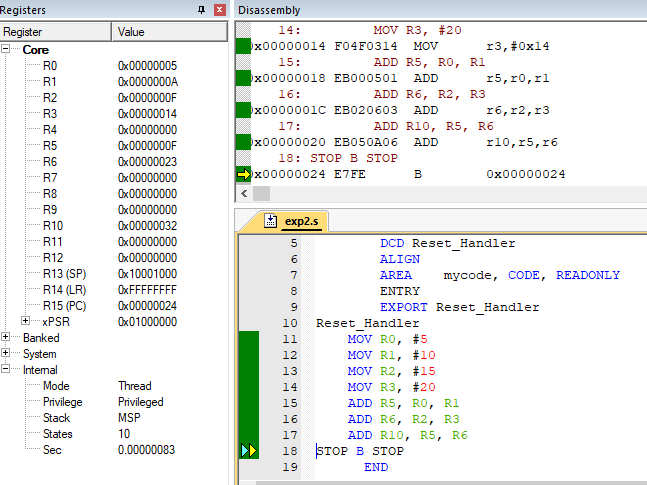 Registers
Register Value
Core
R0 0x00000005
R1 0x0000000A
R2 0x0000000F
R3 0x00000014
R4 0x00000000
R5 0x0000000F
R6 0x00000023
R7 0x00000000
R8 0x00000000
R9 0x00000000
R10 0x00000032
R11 0x00000000
R12 0x00000000
R13 (SP) 0x10001000
R14 (LR) 0xFFFFFFFF
R15 (PC) 0x00000024
xPSR 0x01000000
Banked
System
Internal
Mode Thread
Privilege Privileged
Stack MSP
States 10
Sec 0.00000083
Disassembly
14: MOV R3, #20
0x00000014 F04F0314 MOV r3,#0x14
15: ADD R5, R0, R1
0x00000018 EB000501 ADD r5,r0,r1
16: ADD R6, R2, R3
0x0000001C EB020603 ADD r6,r2,r3
17: ADD R10, R5, R6
0x00000020 EB050A06 ADD r10,r5,r6
18: STOP B STOP
0x00000024 E7FE B 0x00000024
exp2.s
5 DCD Reset_Handler
6 ALIGN
7 AREA mycode, CODE, READONLY
8 ENTRY
9 EXPORT Reset_Handler
10 Reset_Handler
11 MOV R0, #5
12 MOV R1, #10
13 MOV R2, #15
14 MOV R3, #20
15 ADD R5, R0, R1
16 ADD R6, R2, R3
17 ADD R10, R5, R6
18 STOP B STOP
19 END